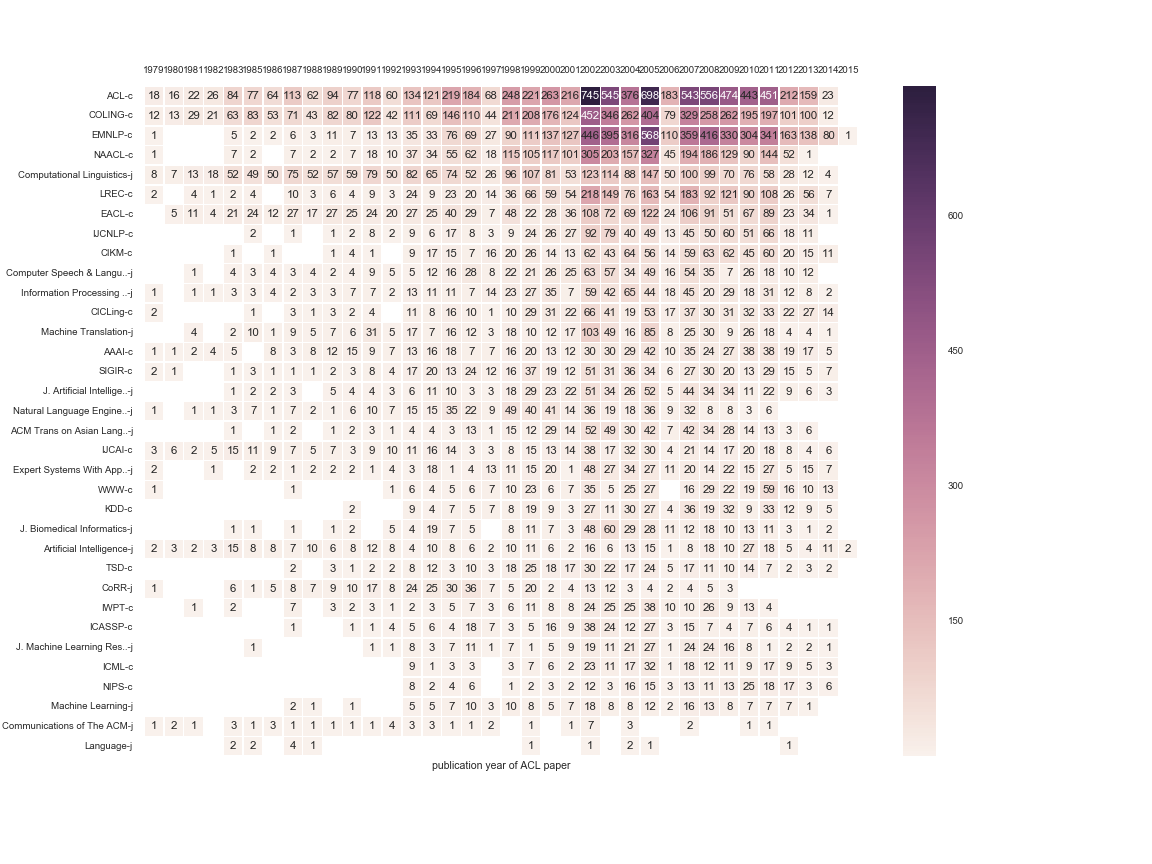 1979 1980 1981 1982 1983 1985 1986 1987 1988 1989 1990 1991 1992 1993 1994 1995 1996 1997 1998 1999 2000 2001 2002 2003 2004 2005 2006 2007 2008 2009 2010 2011 2012 2013 2014 2015
ACL-c 18 16 22 26 84 77 64 113 62 94 77 118 60 134 121 219 184 68 248 221 263 216 745 545 376 698 183 543 556 474 443 451 212 159 23
COLING-c 12 13 29 21 63 83 53 71 43 82 80 122 42 111 69 146 110 44 211 208 176 124 452 346 262 404 79 329 258 262 195 197 101 100 12
EMNLP-c 1 5 2 2 6 3 11 7 13 13 35 33 76 69 27 90 111 137 127 446 395 316 568 110 359 416 330 304 341 163 138 80 1
NAACL-c 1 7 2 7 2 2 7 18 10 37 34 55 62 18 115 105 117 101 305 203 157 327 45 194 186 129 90 144 52 1
Computational Linguistics-j 8 7 13 18 52 49 50 75 52 57 59 79 50 82 65 74 52 26 96 107 81 53 123 114 88 147 50 100 99 70 76 58 28 12 4
LREC-c 2 4 1 2 4 10 3 6 4 9 3 24 9 23 20 14 36 66 59 54 218 149 76 163 54 183 92 121 90 108 26 56 7
EACL-c 5 11 4 21 24 12 27 17 27 25 24 20 27 25 40 29 7 48 22 28 36 108 72 69 122 24 106 91 51 67 89 23 34 1
IJCNLP-c 2 1 1 2 8 2 9 6 17 8 3 9 24 26 27 92 79 40 49 13 45 50 60 51 66 18 11
CIKM-c 1 1 1 4 1 9 17 15 7 16 20 26 14 13 62 43 64 56 14 59 63 62 45 60 20 15 11
Computer Speech & Langu..-j 1 4 3 4 3 4 2 4 9 5 5 12 16 28 8 22 21 26 25 63 57 34 49 16 54 35 7 26 18 10 12
Information Processing ..-j 1 1 1 3 3 4 2 3 3 7 7 2 13 11 11 7 14 23 27 35 7 59 42 65 44 18 45 20 29 18 31 12 8 2
CICLing-c 2 1 3 1 3 2 4 11 8 16 10 1 10 29 31 22 66 41 19 53 17 37 30 31 32 33 22 27 14
Machine Translation-j 4 2 10 1 9 5 7 6 31 5 17 7 16 12 3 18 10 12 17 103 49 16 85 8 25 30 9 26 18 4 4 1
AAAI-c 1 1 2 4 5 8 3 8 12 15 9 7 13 16 18 7 7 16 20 13 12 30 30 29 42 10 35 24 27 38 38 19 17 5
SIGIR-c 2 1 1 3 1 1 1 2 3 8 4 17 20 13 24 12 16 37 19 12 51 31 36 34 6 27 30 20 13 29 15 5 7
J. Artificial Intellige..-j 1 2 2 3 5 4 4 3 6 11 10 3 3 18 29 23 22 51 34 26 52 5 44 34 34 11 22 9 6 3
Natural Language Engine..-j 1 1 1 3 7 1 7 2 1 6 10 7 15 15 35 22 9 49 40 41 14 36 19 18 36 9 32 8 8 3 6
ACM Trans on Asian Lang..-j 1 1 2 1 2 3 1 4 4 3 13 1 15 12 29 14 52 49 30 42 7 42 34 28 14 13 3 6
IJCAI-c 3 6 2 5 15 11 9 7 5 7 3 9 10 11 16 14 3 3 8 15 13 14 38 17 32 30 4 21 14 17 20 18 8 4 6
Expert Systems With App..-j 2 1 2 2 1 2 2 2 1 4 3 18 1 4 13 11 15 20 1 48 27 34 27 11 20 14 22 15 27 5 15 7
WWW-c 1 1 1 6 4 5 6 7 10 23 6 7 35 5 25 27 16 29 22 19 59 16 10 13
KDD-c 2 9 4 7 5 7 8 19 9 3 27 11 30 27 4 36 19 32 9 33 12 9 5
J. Biomedical Informatics-j 1 1 1 1 2 5 4 19 7 5 8 11 7 3 48 60 29 28 11 12 18 10 13 11 3 1 2
Artificial Intelligence-j 2 3 2 3 15 8 8 7 10 6 8 12 8 4 10 8 6 2 10 11 6 2 16 6 13 15 1 8 18 10 27 18 5 4 11 2
TSD-c 2 3 1 2 2 8 12 3 10 3 18 25 18 17 30 22 17 24 5 17 11 10 14 7 2 3 2
CoRR-j 1 6 1 5 8 7 9 10 17 8 24 25 30 36 7 5 20 2 4 13 12 3 4 2 4 5 3
IWPT-c 1 2 7 3 2 3 1 2 3 5 7 3 6 11 8 8 24 25 25 38 10 10 26 9 13 4
ICASSP-c 1 1 1 4 5 6 4 18 7 3 5 16 9 38 24 12 27 3 15 7 4 7 6 4 1 1
J. Machine Learning Res..-j 1 1 1 8 3 7 11 1 7 1 5 9 19 11 21 27 1 24 24 16 8 1 2 2 1
ICML-c 9 1 3 3 3 7 6 2 23 11 17 32 1 18 12 11 9 17 9 5 3
NIPS-c 8 2 4 6 1 2 3 2 12 3 16 15 3 13 11 13 25 18 17 3 6
Machine Learning-j 2 1 1 5 5 7 10 3 10 8 5 7 18 8 8 12 2 16 13 8 7 7 7 1
Communications of The ACM-j 1 2 1 3 1 3 1 1 1 1 1 4 3 3 1 1 2 1 1 7 3 2 1 1
Language-j 2 2 4 1 1 1 2 1 1
publication year of ACL paper
600
450
300
150